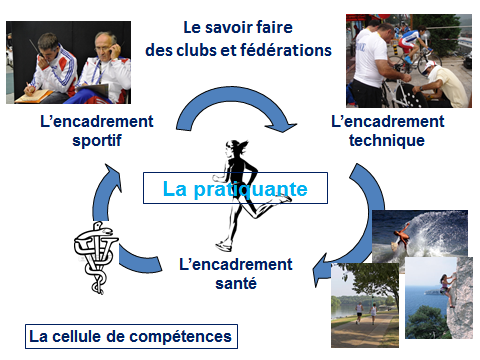 Le savoir faire
des clubs et fédérations
L'encadrement
sportif
L'encadrement
technique
La pratiquante
L'encadrement
santé
La cellule de compétences